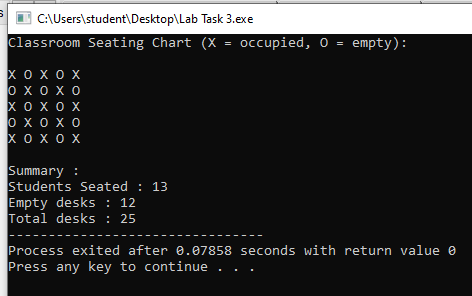 C:\Users\student\Desktop\Lab Task 3.exe
Classroom Seating Chart (X = occupied, O = empty):
X O X O X
O X O X O
X O X O X
O X O X O
X O X O X
Summary :
Students Seated : 13
Empty desks : 12
Total desks : 25
--------------------------------
Process exited after 0.07858 seconds with return value 0
Press any key to continue . . .